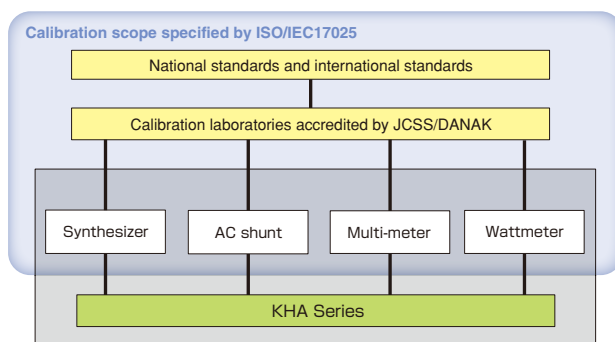 Calibration scope specified by ISO/IEC17025
National standards and international standards
Calibration laboratories accredited by JCSS/DANAK
Synthesizer
AC shunt
Multi-meter
Wattmeter
KHA Series